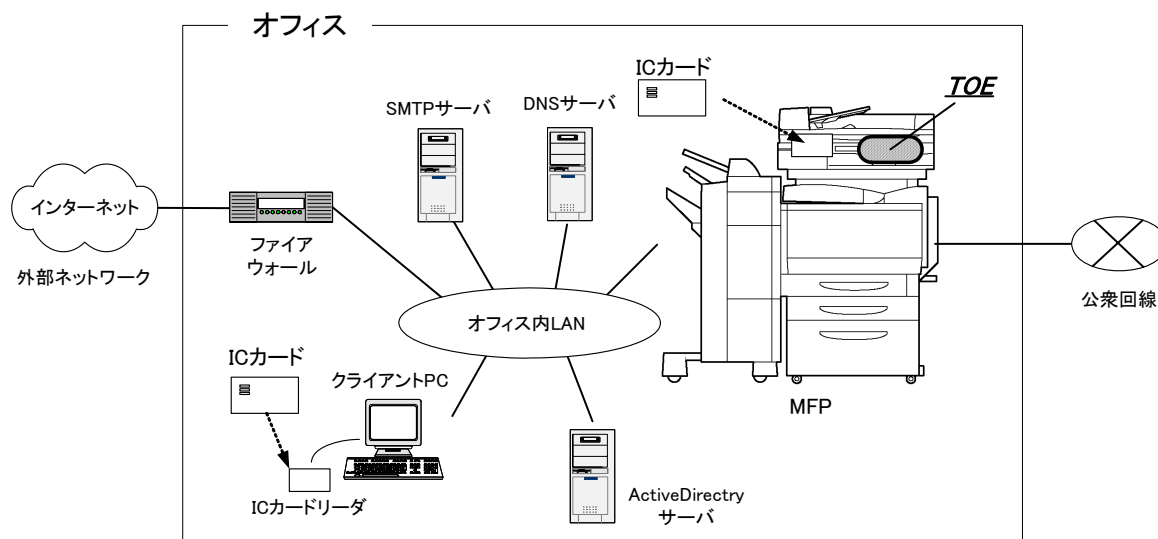 オフィス
ICカード
TOE
SMTPサーバ
DNSサーバ
インターネット
ファイア
ウォール
外部ネットワーク
公衆回線
オフィス内LAN
ICカード
クライアントPC
MFP
ICカードリーダ
ActiveDirectry
サーバ